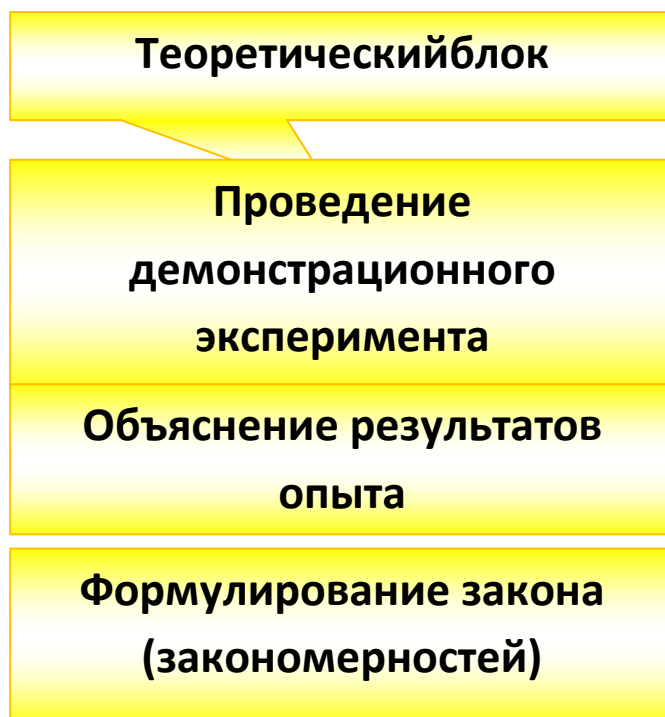 Теоретическийблок
Проведение
демонстрационного
эксперимента
Объяснение результатов
опыта
Формулирование закона
(закономерностей)